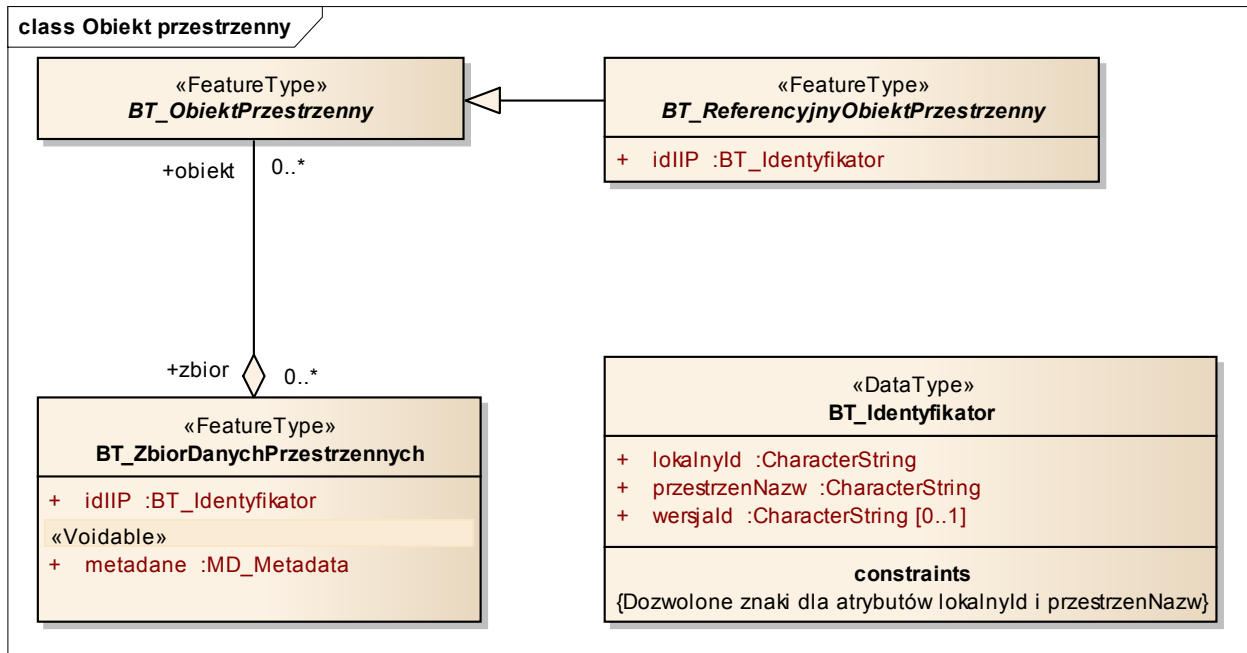 class Obiekt przestrzenny
«FeatureType»
BT_ObiektPrzestrzenny
«FeatureType»
BT_ReferencyjnyObiektPrzestrzenny
+ idIIP :BT_Identyfikator
+obiekt 0..*
+zbior 0..*
«FeatureType»
BT_ZbiorDanychPrzestrzennych
+ idIIP :BT_Identyfikator
«Voidable»
+ metadane :MD_Metadata
«DataType»
BT_Identyfikator
+ lokalnyId :CharacterString
+ przestrzenNazw :CharacterString
+ wersjaId :CharacterString [0..1]
constraints
{Dozwolone znaki dla atrybutów lokalnyId i przestrzenNazw}